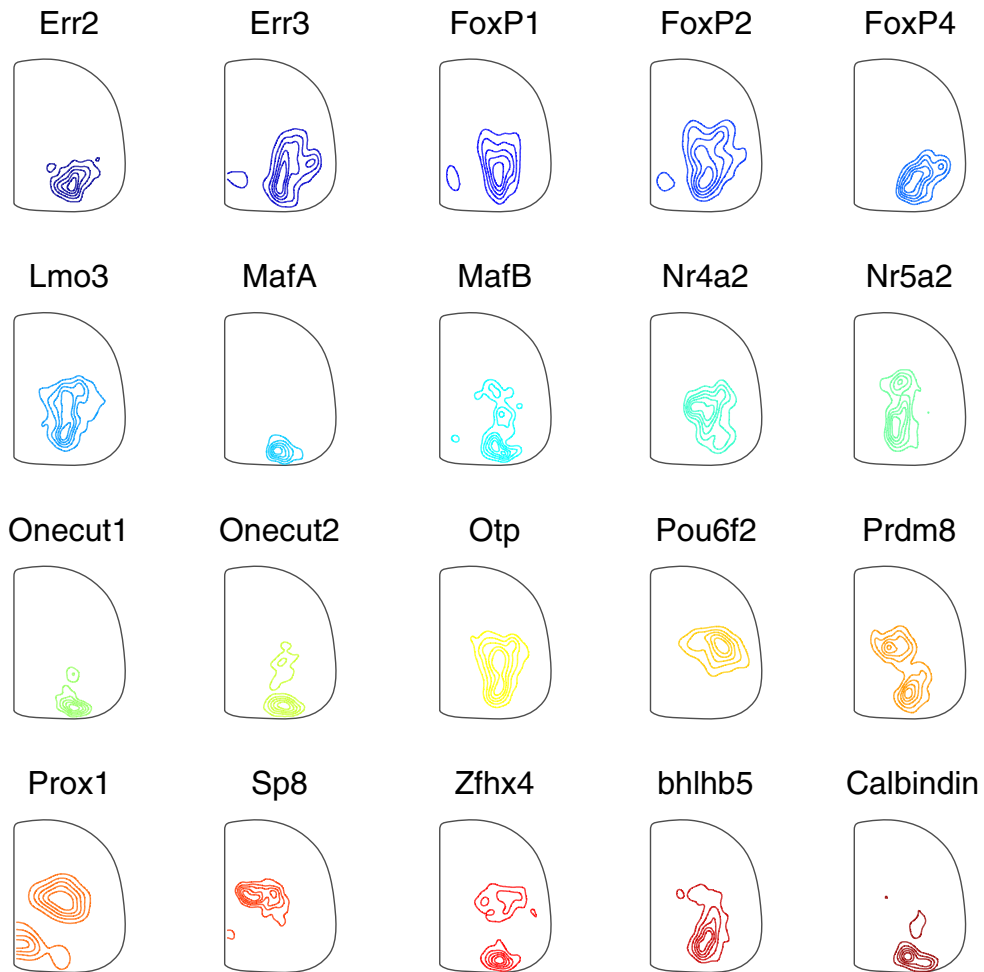 Err2 Err3 FoxP1 FoxP2 FoxP4
Lmo3 MafA MafB Nr4a2 Nr5a2
Onecut1 Onecut2 Otp Pou6f2 Prdm8
Prox1 Sp8 Zfhx4 bhlhb5 Calbindin